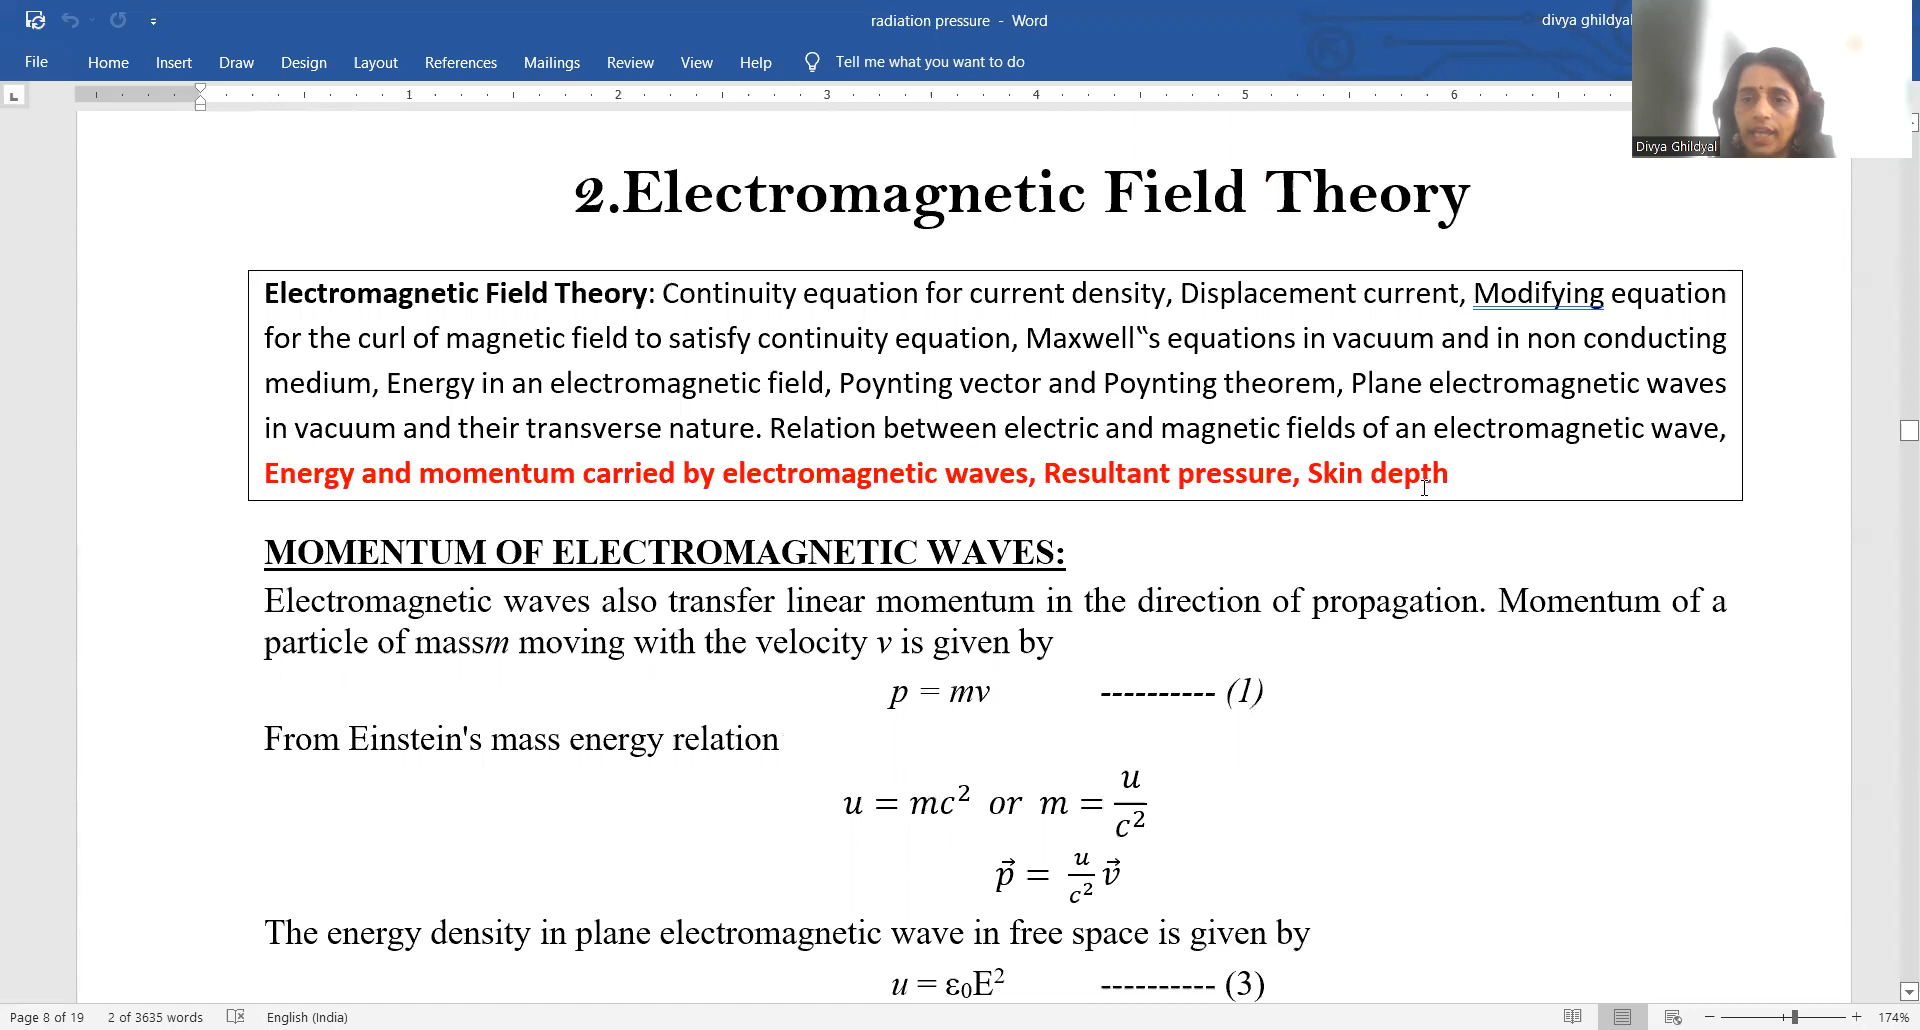 radiation pressure - Word
divya ghildyal
File Home Insert Draw Design Layout References Mailings Review View Help Tell me what you want to do
1 2 3 4 5 6
Divya Ghildyal
2.Electromagnetic Field Theory
Electromagnetic Field Theory: Continuity equation for current density, Displacement current, Modifying equation
for the curl of magnetic field to satisfy continuity equation, Maxwell‟s equations in vacuum and in non conducting
medium, Energy in an electromagnetic field, Poynting vector and Poynting theorem, Plane electromagnetic waves
in vacuum and their transverse nature. Relation between electric and magnetic fields of an electromagnetic wave,
Energy and momentum carried by electromagnetic waves, Resultant pressure, Skin depth
MOMENTUM OF ELECTROMAGNETIC WAVES:
Electromagnetic waves also transfer linear momentum in the direction of propagation. Momentum of a
particle of massm moving with the velocity v is given by
p = mv ---------- (1)
From Einstein's mass energy relation
u = mc² or m = u/c²
p⃗ = u/c² v⃗
The energy density in plane electromagnetic wave in free space is given by
u = ε₀E² ---------- (3)
Page 8 of 19 2 of 3635 words English (India) 174%